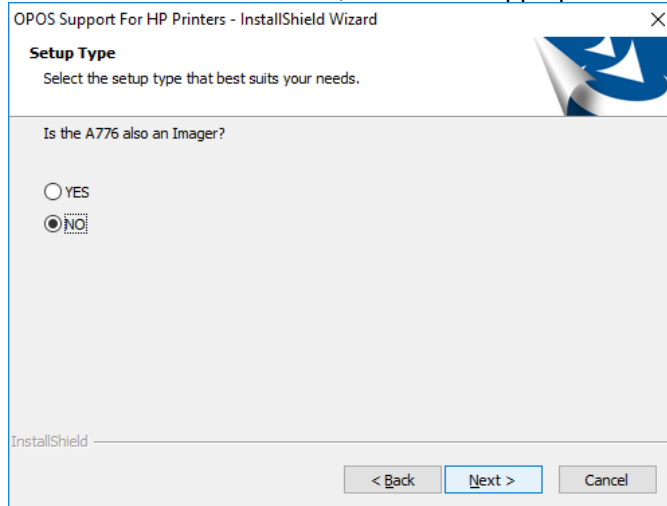 OPOS Support For HP Printers - InstallShield Wizard
Setup Type
Select the setup type that best suits your needs.
Is the A776 also an Imager?
YES
NO
InstallShield
< Back
Next >
Cancel